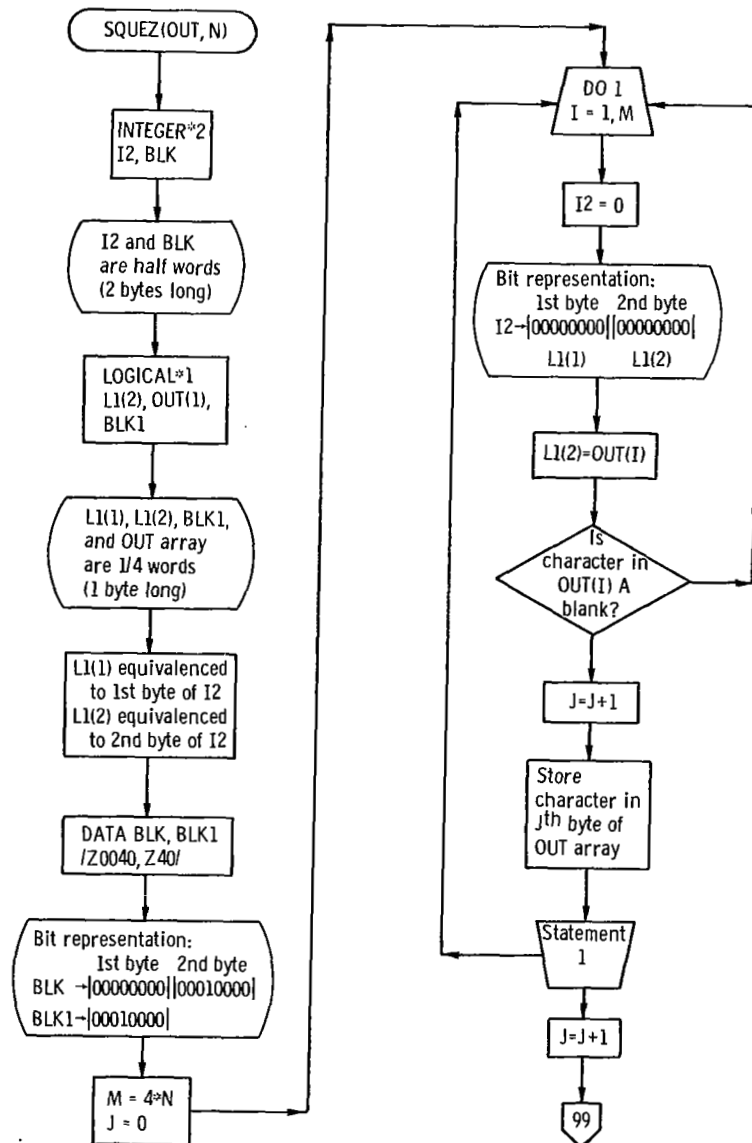 SQUEZ(OUT, N)
INTEGER*2
I2, BLK
I2 and BLK
are half words
(2 bytes long)
LOGICAL*1
L1(2), OUT(1),
BLK1
L1(1), L1(2), BLK1,
and OUT array
are 1/4 words
(1 byte long)
L1(1) equivalenced
to 1st byte of I2
L1(2) equivalenced
to 2nd byte of I2
DATA BLK, BLK1
/Z0040, Z40/
Bit representation:
1st byte 2nd byte
BLK →|00000000||00010000|
BLK1→|00010000|
M = 4*N
J = 0
DO 1
I = 1, M
I2 = 0
Bit representation:
1st byte 2nd byte
I2→|00000000||00000000|
L1(1) L1(2)
L1(2)=OUT(I)
Is
character in
OUT(I) A
blank?
J=J+1
Store
character in
Jth byte of
OUT array
Statement
1
J=J+1
99